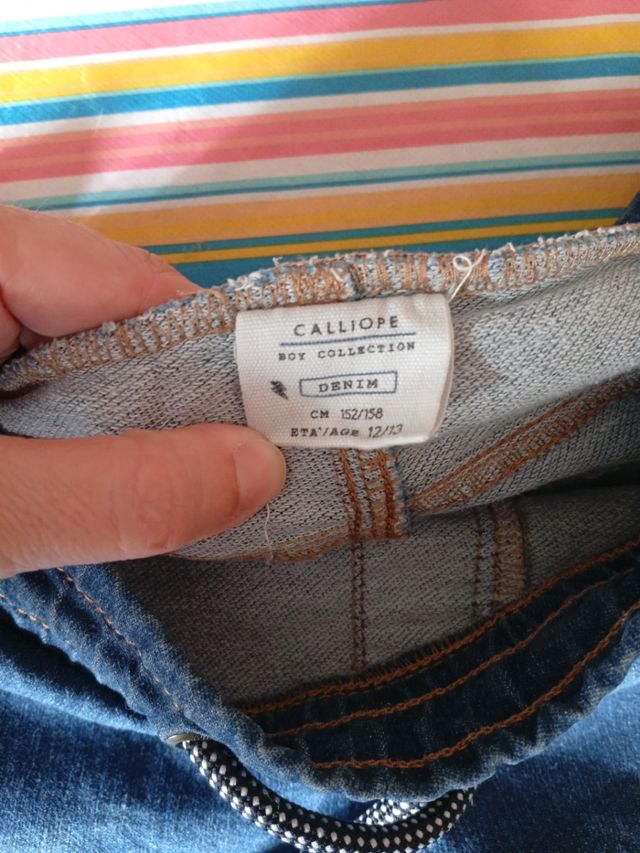 CALLIOPE
BOY COLLECTION
DENIM
CM 152/158
ETA'/AGE 12/13